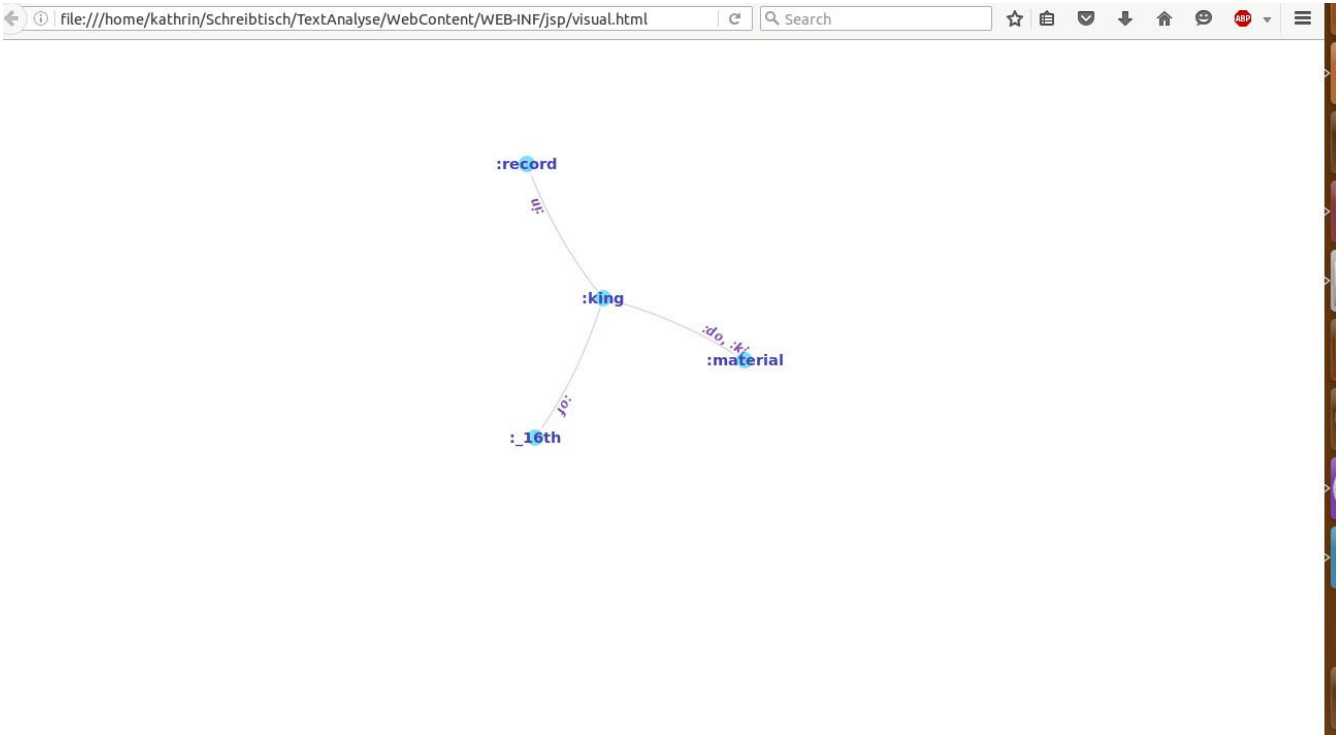 file:///home/kathrin/Schreibtisch/TextAnalyse/WebContent/WEB-INF/jsp/visual.html
Search
ABP
:record
:in
:king
:do, :ki
:material
:of
:_16th